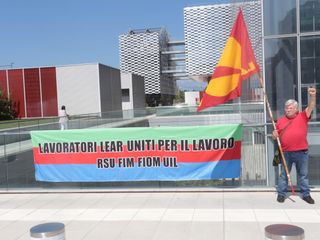 LAVORATORI LEAR UNITI PER IL LAVORO
RSU FIM FIOM UIL